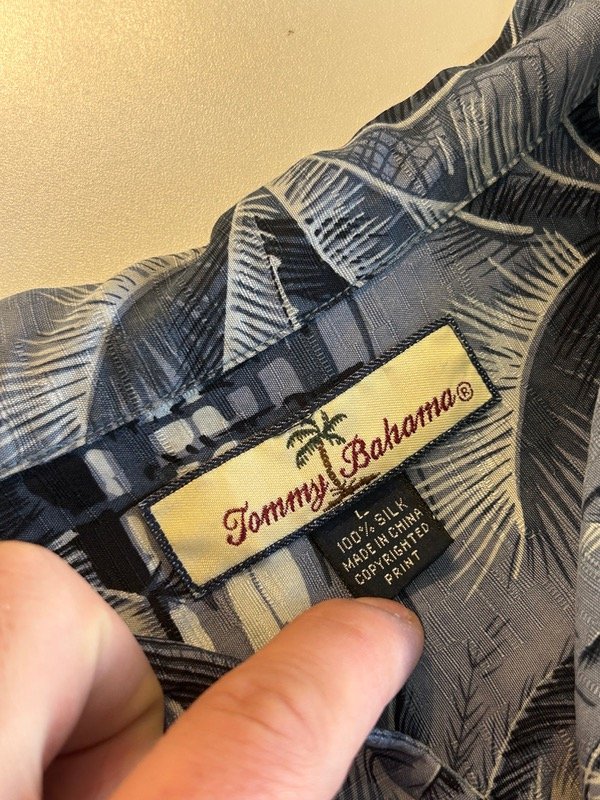 Tommy Bahama®
L
100% SILK
MADE IN CHINA
COPYRIGHTED
PRINT